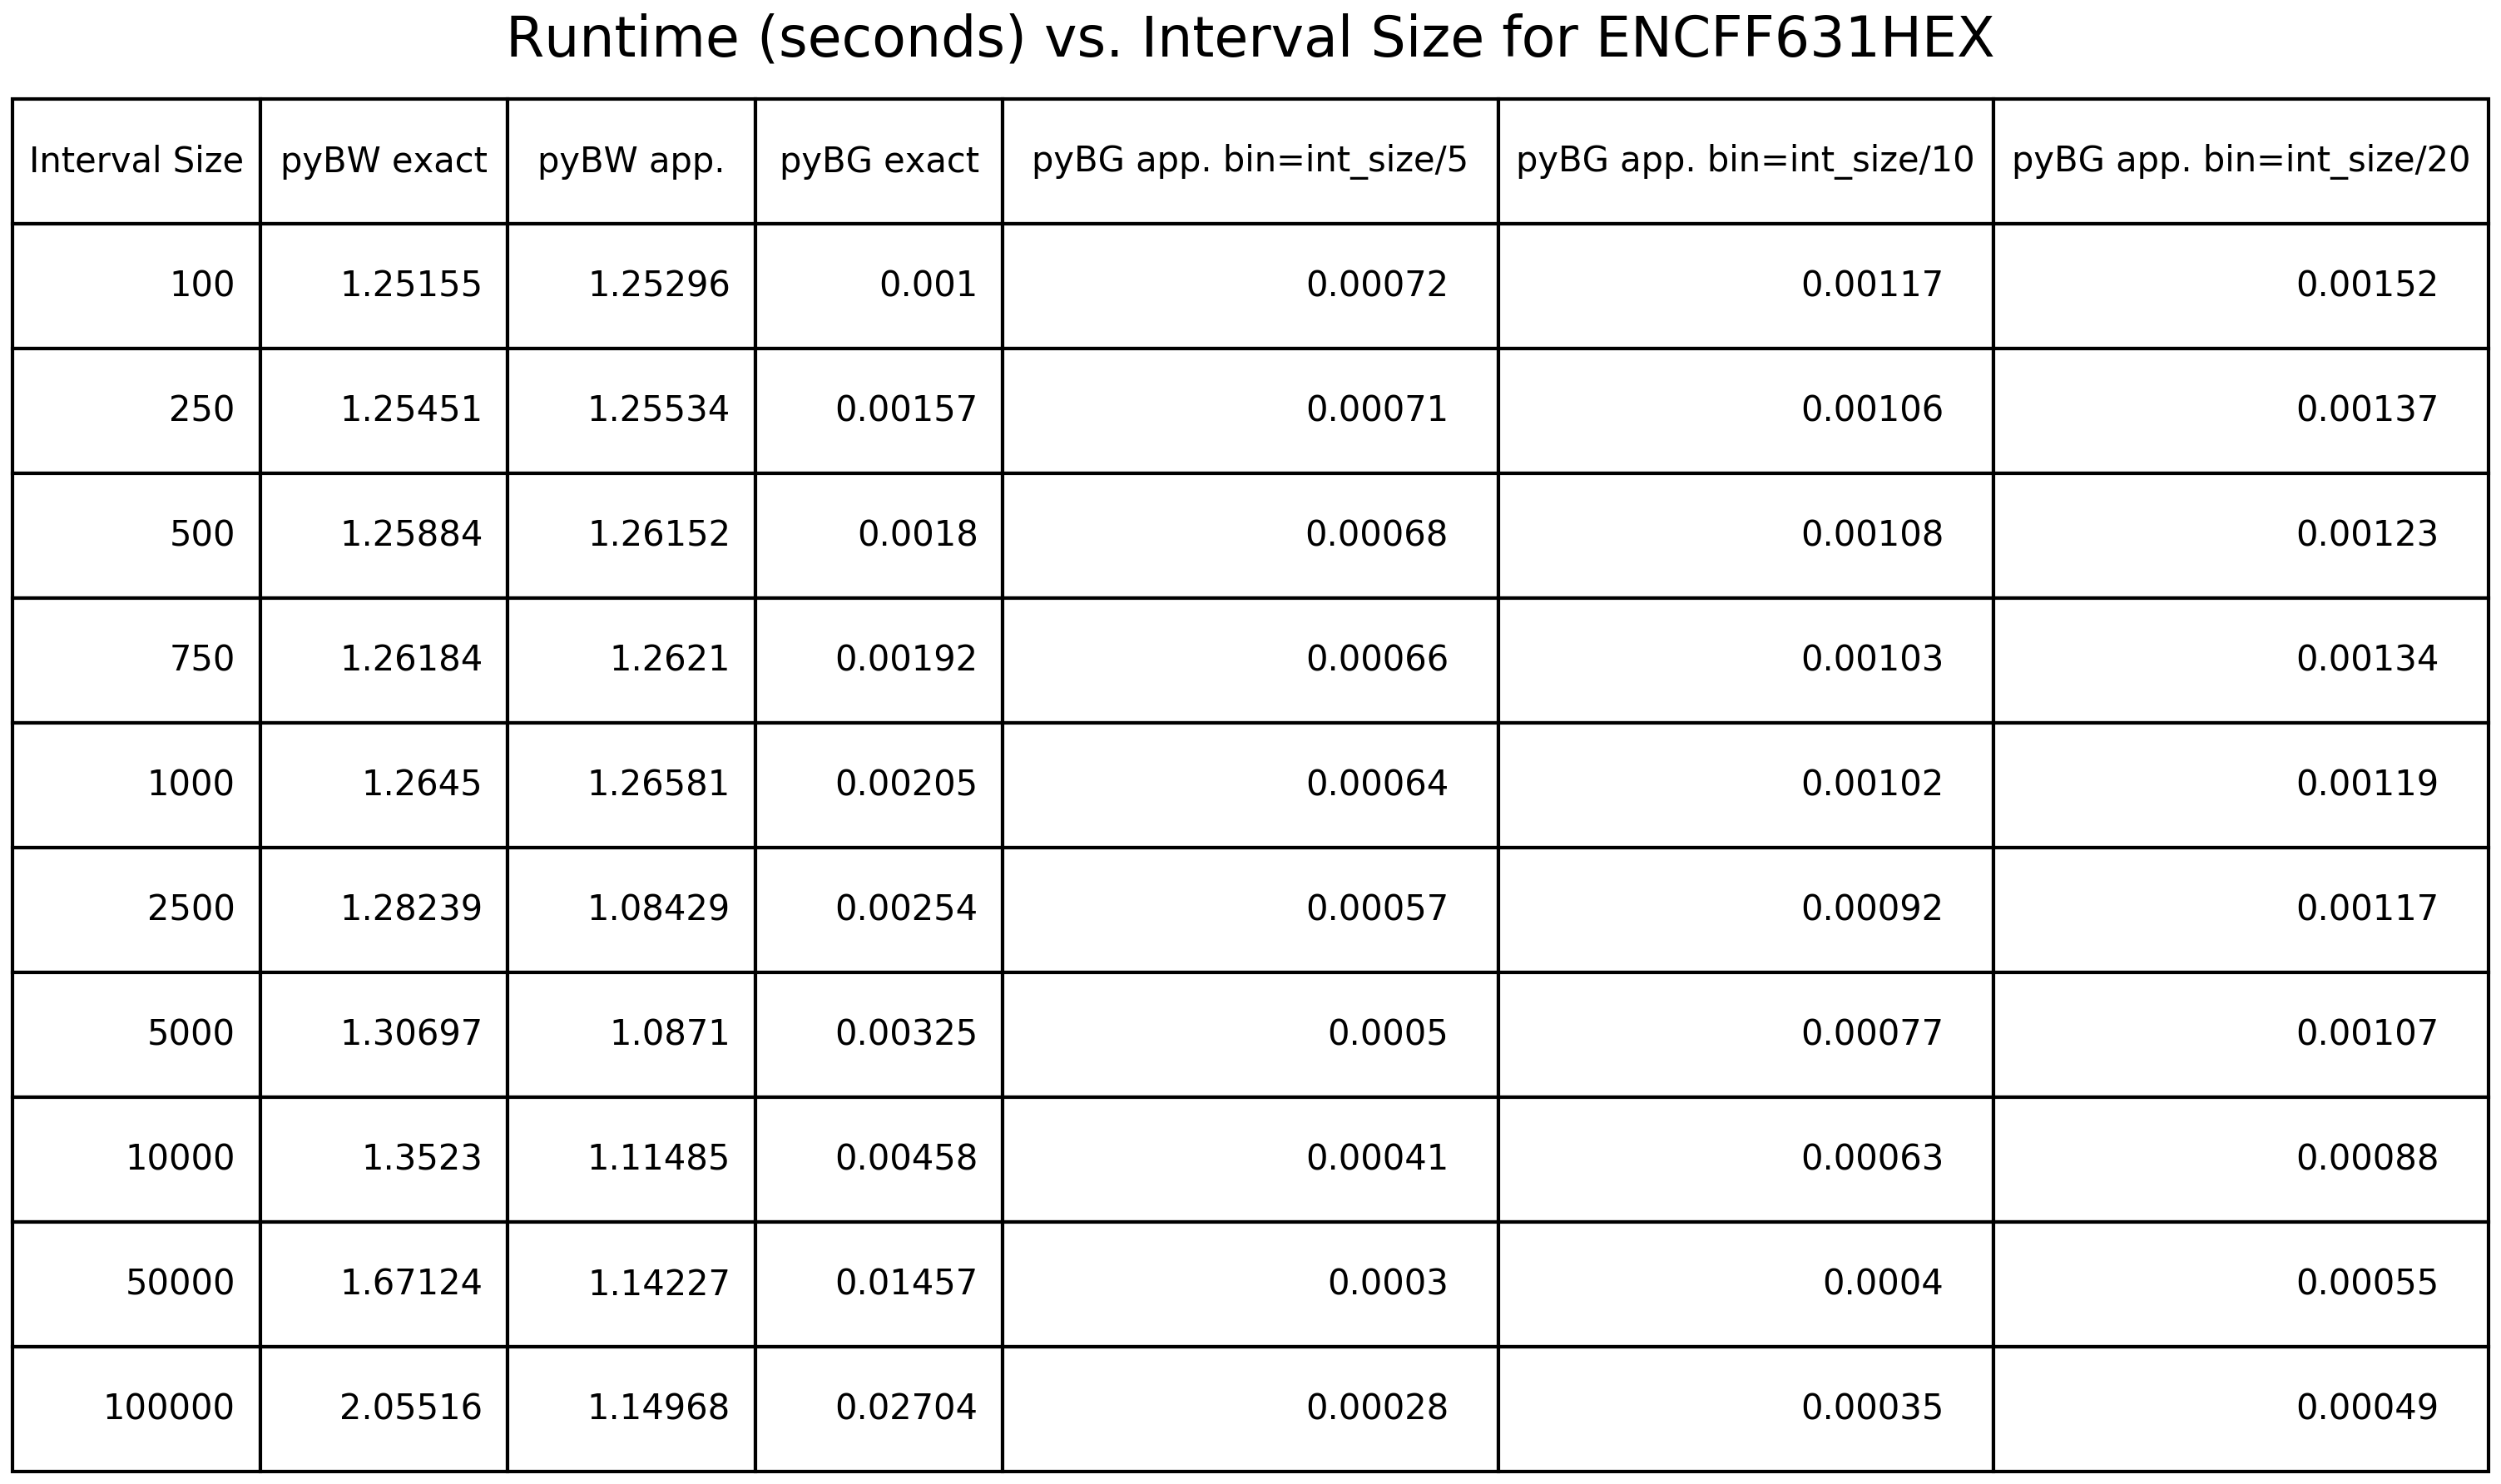 Runtime (seconds) vs. Interval Size for ENCFF631HEX
Interval Size pyBW exact pyBW app. pyBG exact pyBG app. bin=int_size/5 pyBG app. bin=int_size/10 pyBG app. bin=int_size/20
100 1.25155 1.25296 0.001 0.00072 0.00117 0.00152
250 1.25451 1.25534 0.00157 0.00071 0.00106 0.00137
500 1.25884 1.26152 0.0018 0.00068 0.00108 0.00123
750 1.26184 1.2621 0.00192 0.00066 0.00103 0.00134
1000 1.2645 1.26581 0.00205 0.00064 0.00102 0.00119
2500 1.28239 1.08429 0.00254 0.00057 0.00092 0.00117
5000 1.30697 1.0871 0.00325 0.0005 0.00077 0.00107
10000 1.3523 1.11485 0.00458 0.00041 0.00063 0.00088
50000 1.67124 1.14227 0.01457 0.0003 0.0004 0.00055
100000 2.05516 1.14968 0.02704 0.00028 0.00035 0.00049